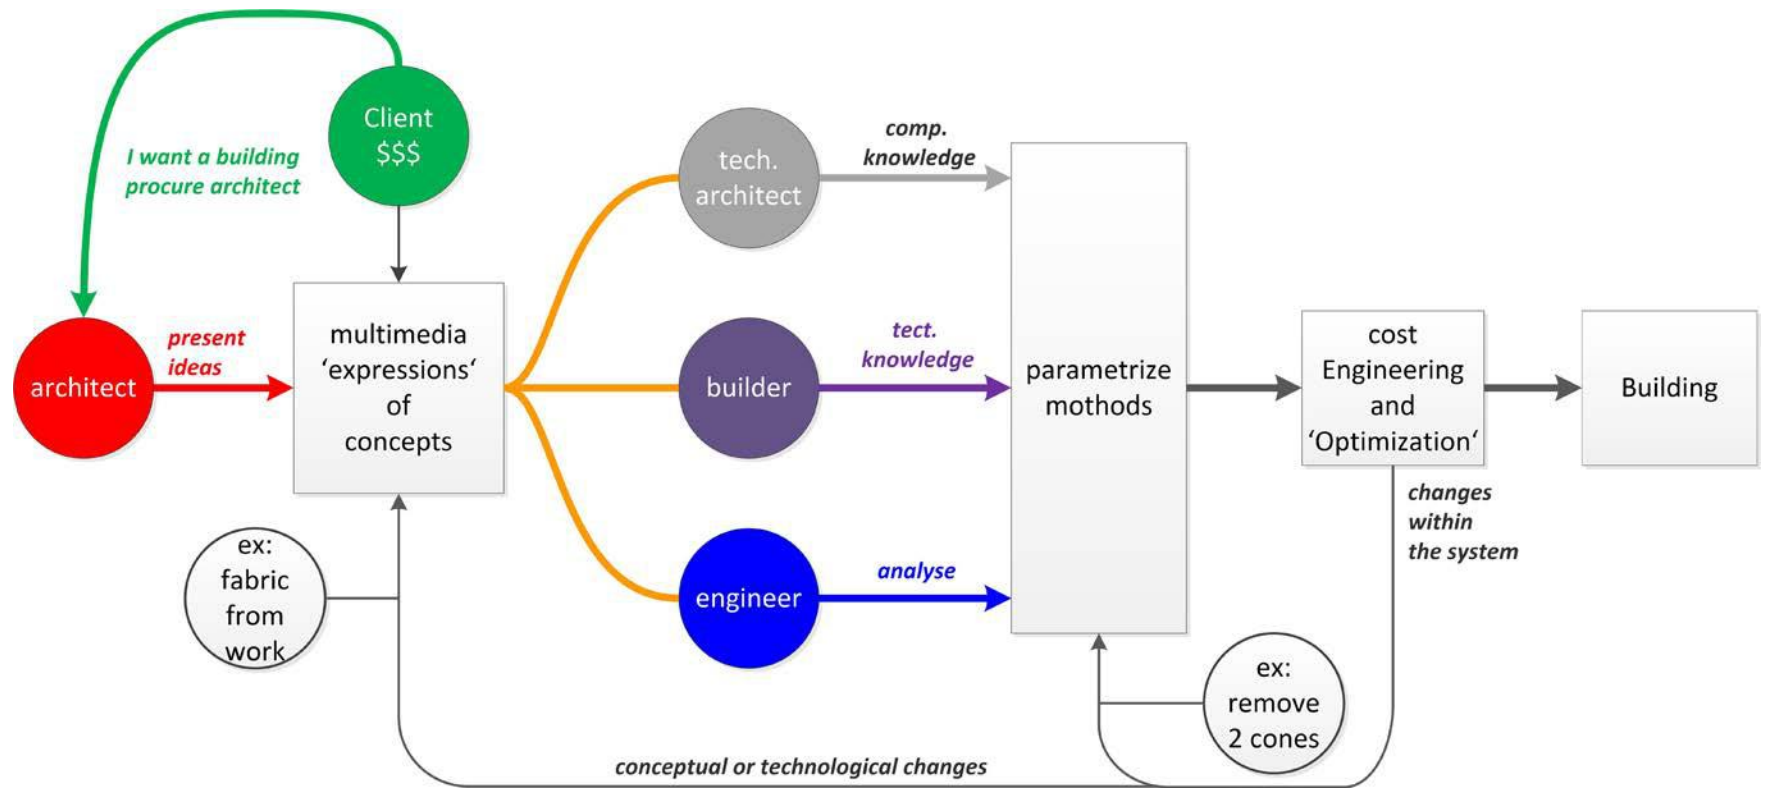 Client
$$$
I want a building
procure architect
architect
present
ideas
multimedia
‘expressions‘
of
concepts
tech.
architect
comp.
knowledge
builder
tect.
knowledge
engineer
analyse
parametrize
mothods
cost
Engineering
and
‘Optimization‘
Building
changes
within
the system
ex:
fabric
from
work
ex:
remove
2 cones
conceptual or technological changes